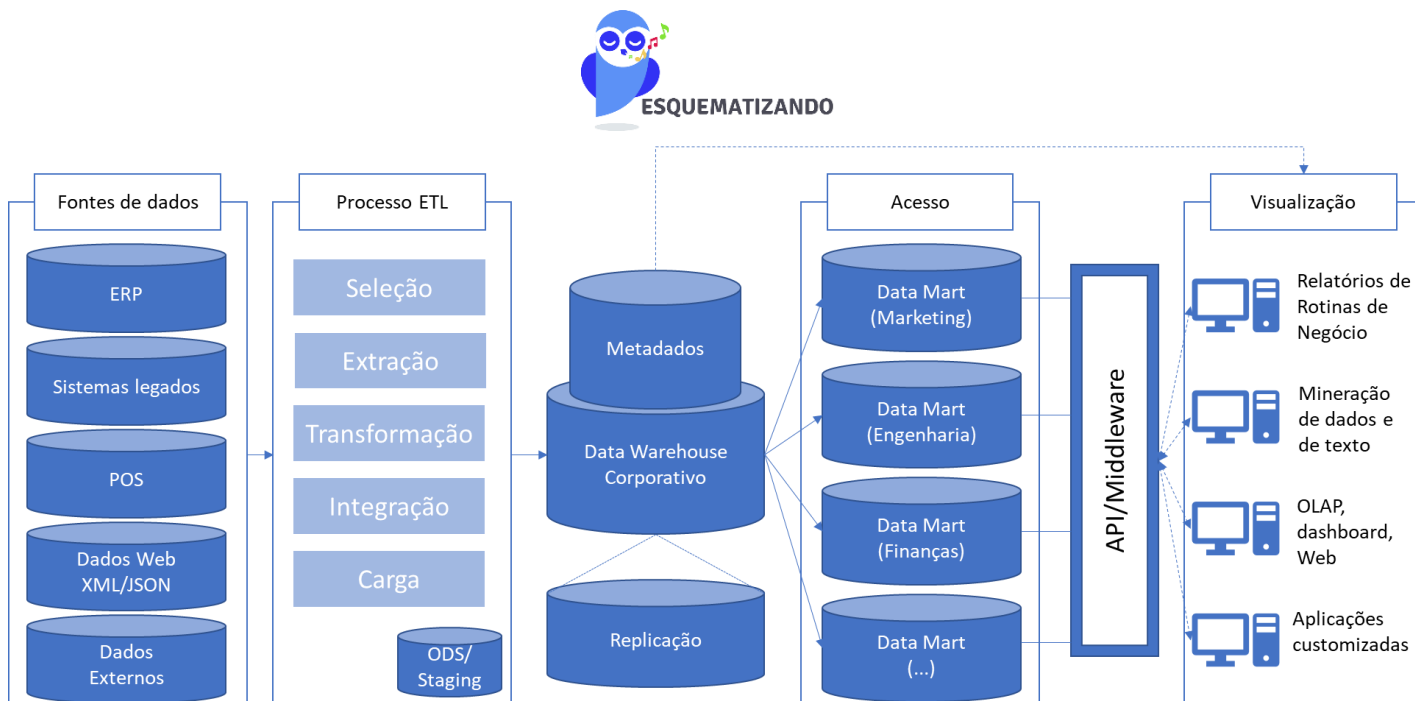 ESQUEMATIZANDO
Fontes de dados
ERP
Sistemas legados
POS
Dados Web
XML/JSON
Dados
Externos
Processo ETL
Seleção
Extração
Transformação
Integração
Carga
ODS/
Staging
Metadados
Data Warehouse
Corporativo
Replicação
Acesso
Data Mart
(Marketing)
Data Mart
(Engenharia)
Data Mart
(Finanças)
Data Mart
(...)
API/Middleware
Visualização
Relatórios de
Rotinas de
Negócio
Mineração
de dados e
de texto
OLAP,
dashboard,
Web
Aplicações
customizadas